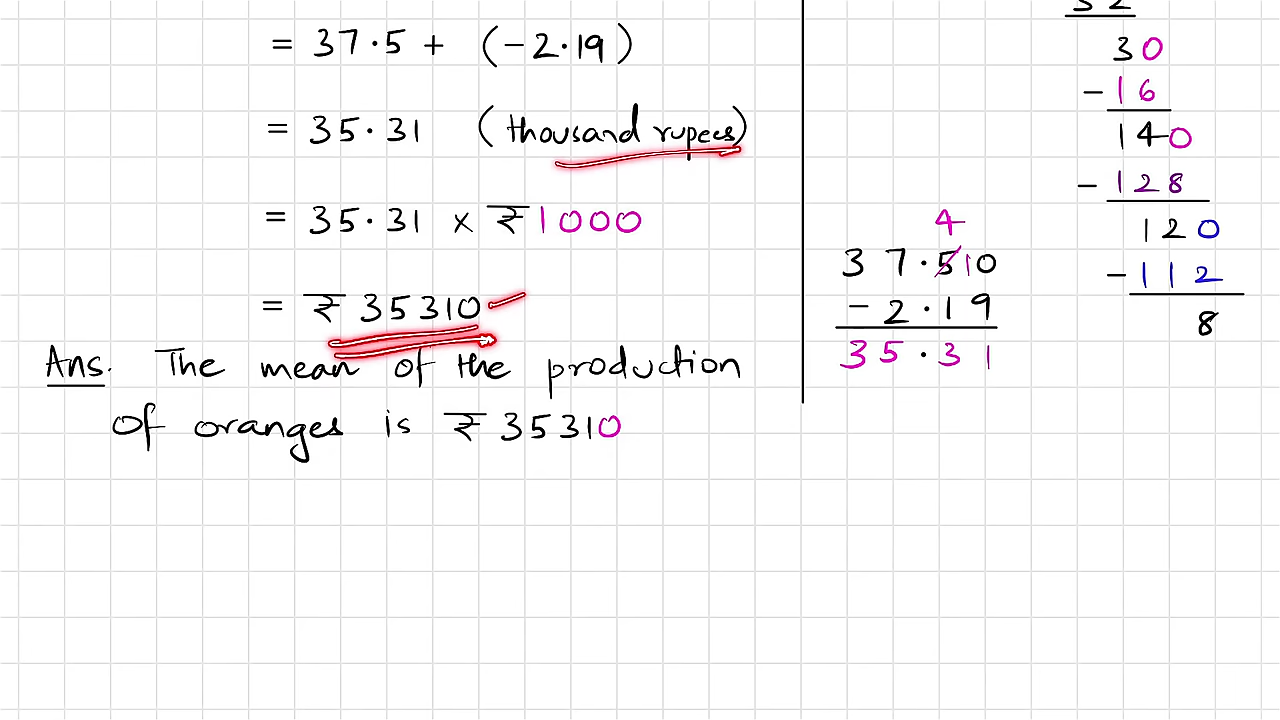 = 37.5 + (-2.19)
= 35.31 (thousand rupees)
= 35.31 × ₹1000
= ₹ 35310
Ans. The mean of the production
of oranges is ₹ 35310
4
37.510
- 2.19
35.31
32
30
- 16
140
- 128
120
- 112
8